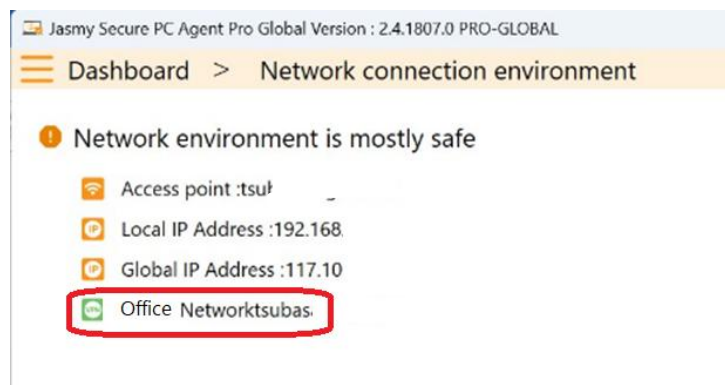 Jasmy Secure PC Agent Pro Global Version : 2.4.1807.0 PRO-GLOBAL
Dashboard > Network connection environment
Network environment is mostly safe
Access point :
Local IP Address :192.168.
Global IP Address :117.10
VPN Office Networktsubas